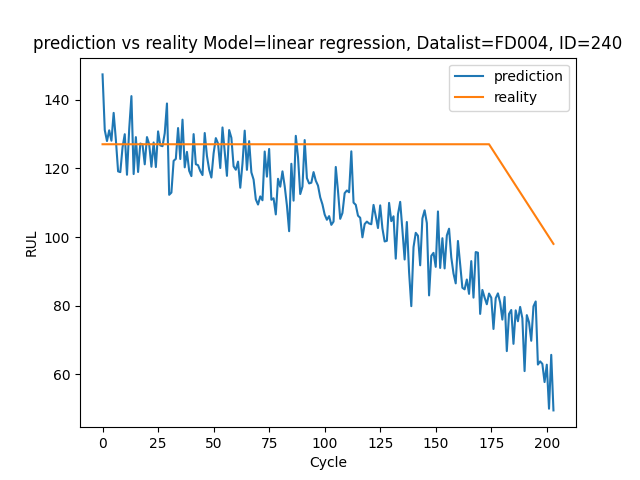 prediction vs reality Model=linear regression, Datalist=FD004, ID=240
prediction
reality
140
120
100
80
60
RUL
0 25 50 75 100 125 150 175 200
Cycle